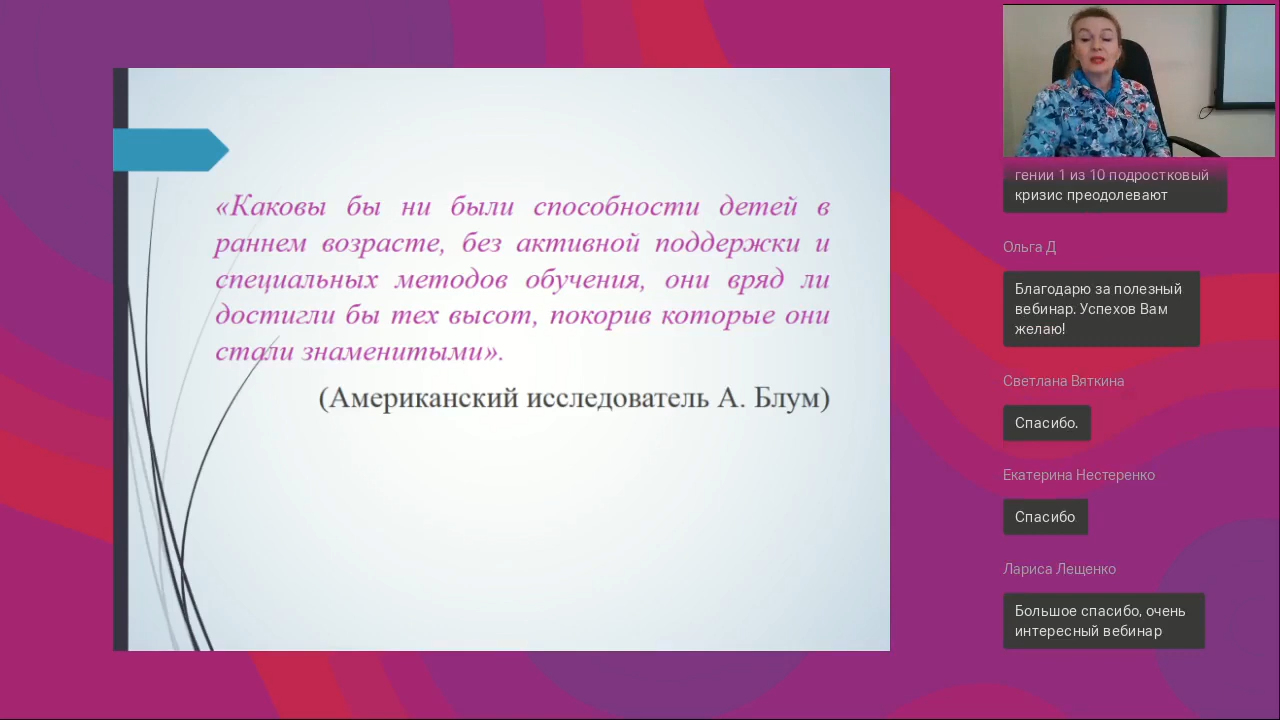 «Каковы бы ни были способности детей в
раннем возрасте, без активной поддержки и
специальных методов обучения, они вряд ли
достигли бы тех высот, покорив которые они
стали знаменитыми».
(Американский исследователь А. Блум)
гении 1 из 10 подростковый
кризис преодолевают
Ольга Д
Благодарю за полезный
вебинар. Успехов Вам
желаю!
Светлана Вяткина
Спасибо.
Екатерина Нестеренко
Спасибо
Лариса Лещенко
Большое спасибо, очень
интересный вебинар